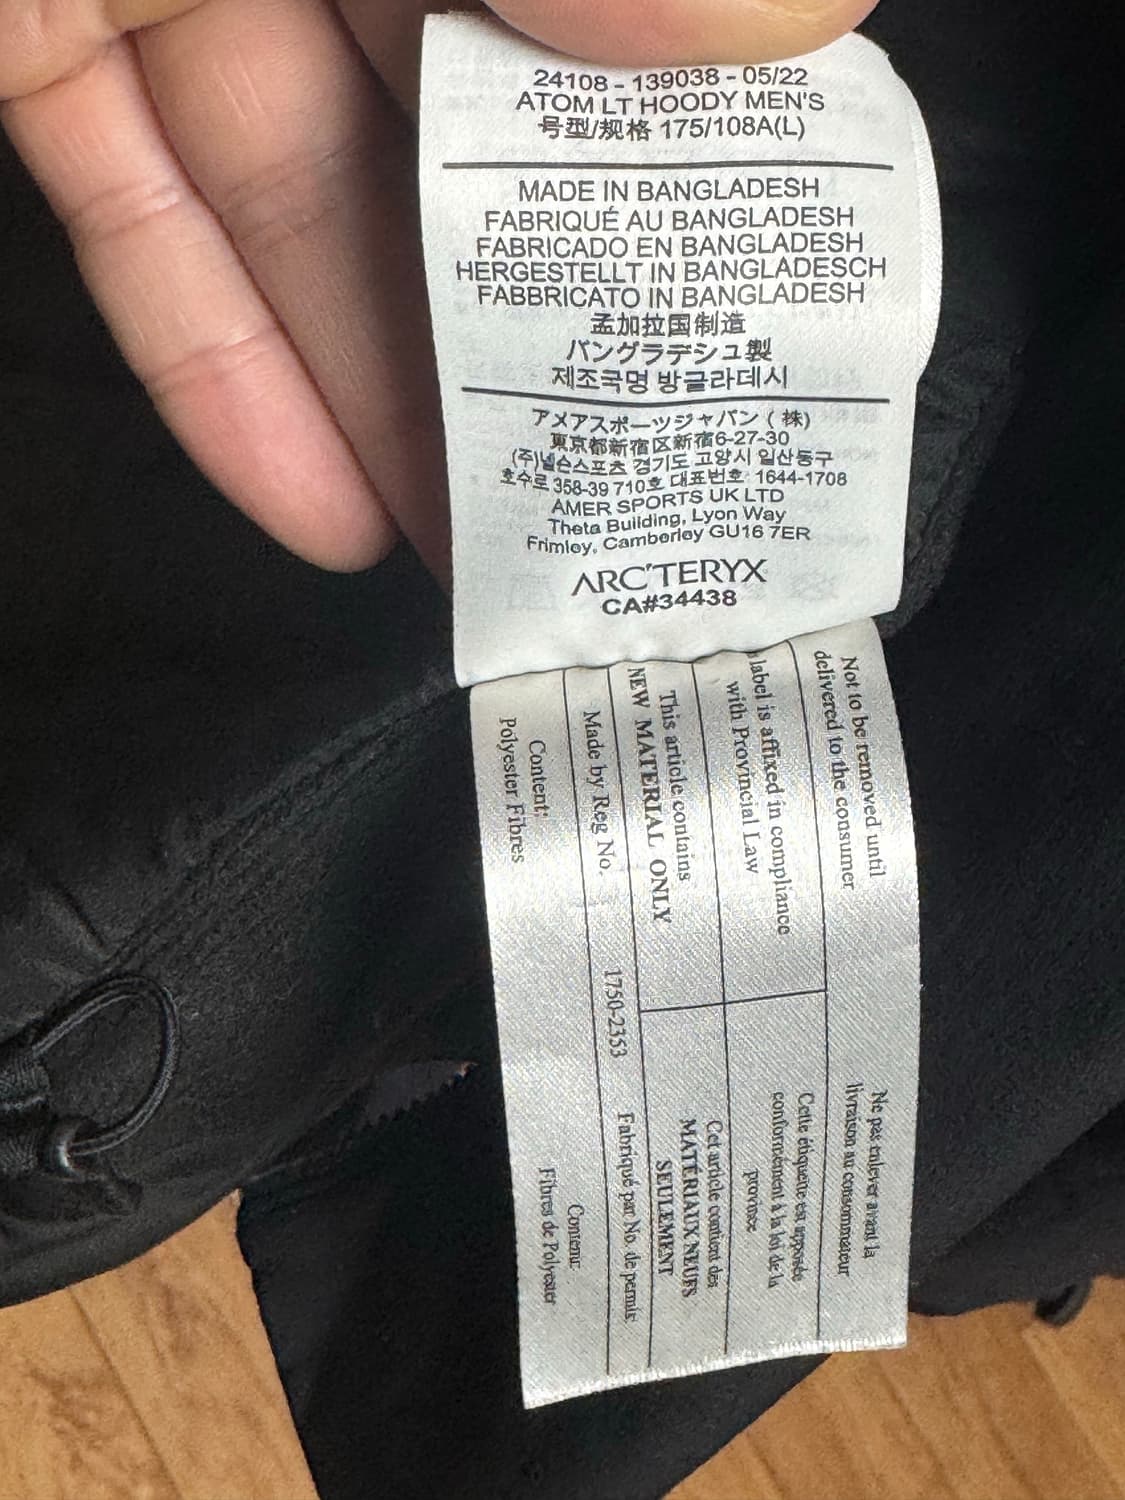 24108 - 139038 - 05/22
ATOM LT HOODY MEN'S
号型/规格 175/108A(L)
MADE IN BANGLADESH
FABRIQUÉ AU BANGLADESH
FABRICADO EN BANGLADESH
HERGESTELLT IN BANGLADESCH
FABBRICATO IN BANGLADESH
孟加拉国制造
バングラデシュ製
제조국명 방글라데시
アメアスポーツジャパン ( 株)
東京都新宿区新宿6-27-30
(주)넬슨스포츠 경기도 고양시 일산동구
호수로 358-39 710호 대표번호: 1644-1708
AMER SPORTS UK LTD
Theta Building, Lyon Way
Frimley, Camberley GU16 7ER
ARC'TERYX
CA#34438
Not to be removed until
delivered to the consumer
Ne pas enlever avant la
livraison au consommateur
label is affixed in compliance
with Provincial Law
Cette étiquette est apposée
conformément à la loi de la
province
This article contains
NEW MATERIAL ONLY
Cet article contient des
MATÉRIAUX NEUFS
SEULEMENT
Made by Reg No. 1750-2353 Fabriqué par No. de permis:
Content:
Polyester Fibres
Contenu:
Fibres de Polyester